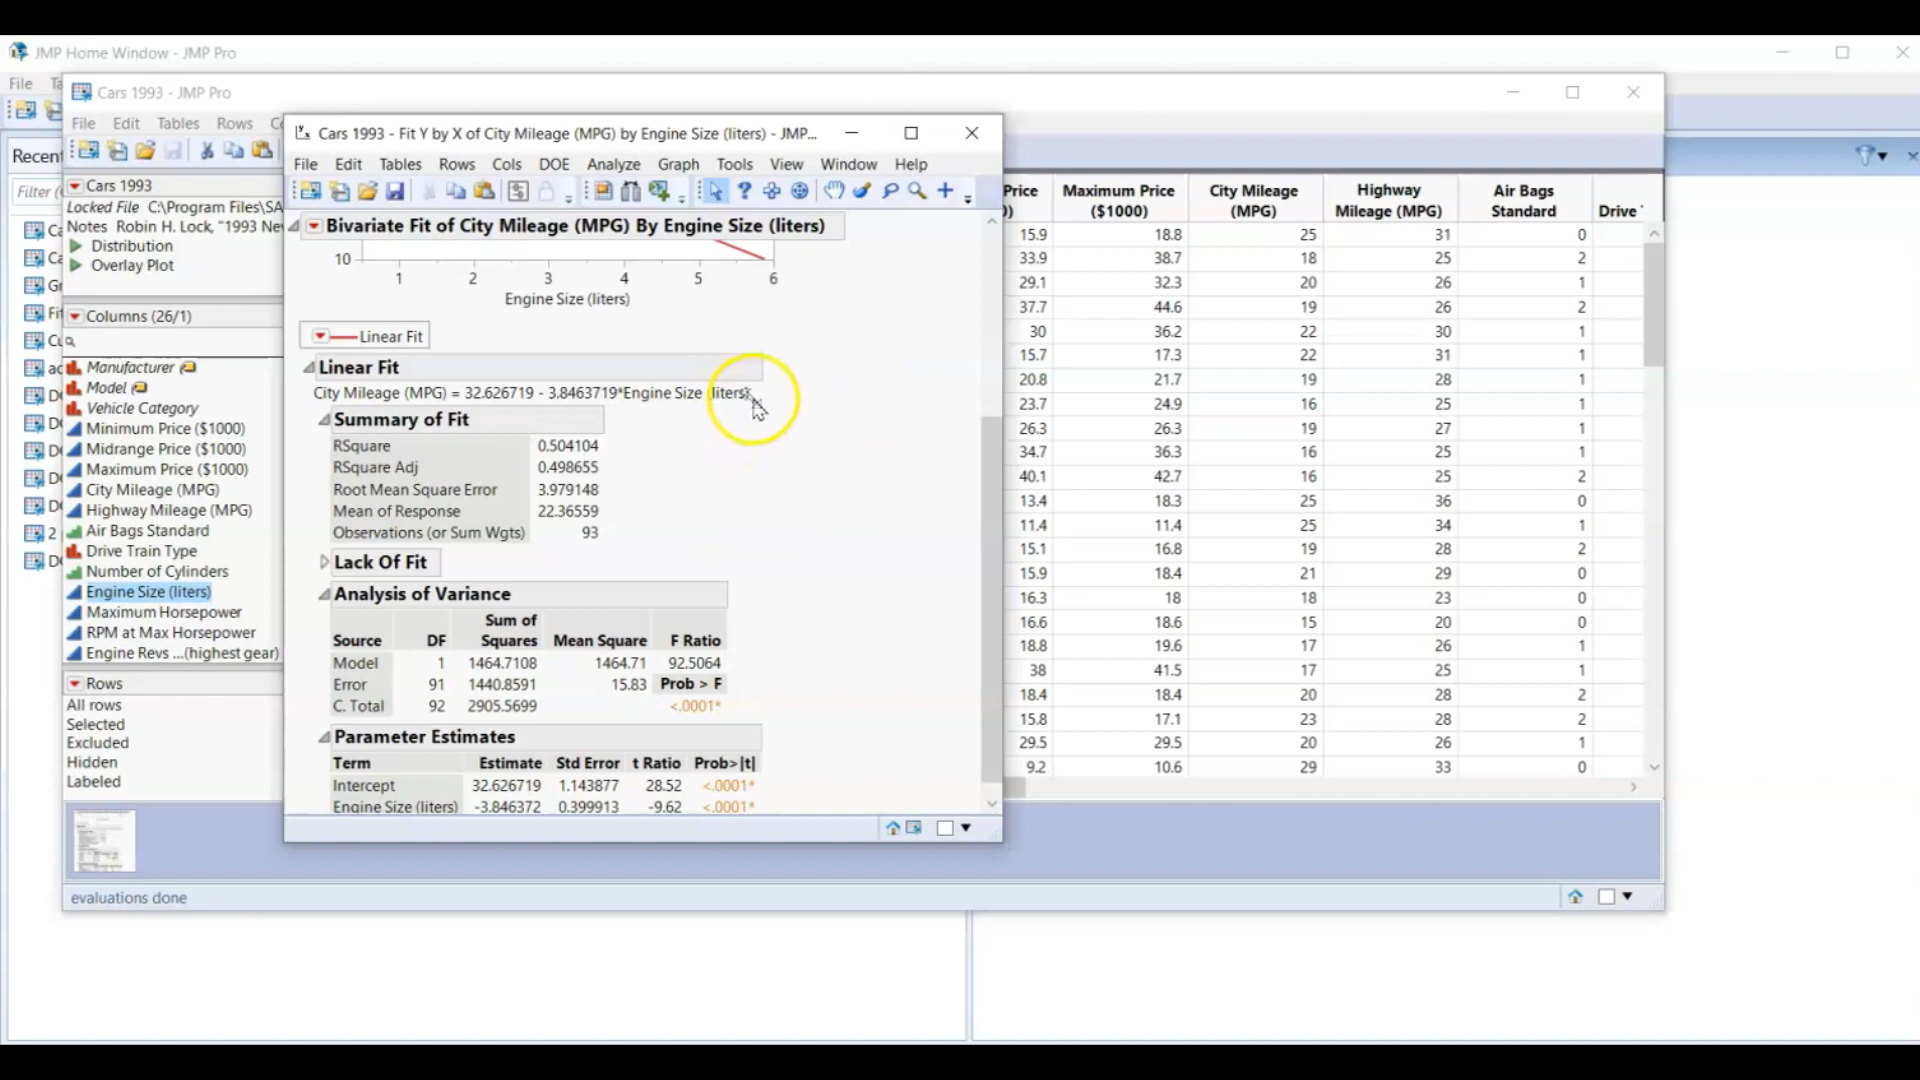 JMP Home Window - JMP Pro
File
Cars 1993 - JMP Pro
File Edit Tables Rows
Recen
Filter (
Cars 1993
Locked File C:\Program Files\SA
Notes Robin H. Lock, "1993 Ne
Distribution
Overlay Plot
Columns (26/1)
Manufacturer
Model
Vehicle Category
Minimum Price ($1000)
Midrange Price ($1000)
Maximum Price ($1000)
City Mileage (MPG)
Highway Mileage (MPG)
Air Bags Standard
Drive Train Type
Number of Cylinders
Engine Size (liters)
Maximum Horsepower
RPM at Max Horsepower
Engine Revs ...(highest gear)
Rows
All rows
Selected
Excluded
Hidden
Labeled
evaluations done
Cars 1993 - Fit Y by X of City Mileage (MPG) by Engine Size (liters) - JMP...
File Edit Tables Rows Cols DOE Analyze Graph Tools View Window Help
Bivariate Fit of City Mileage (MPG) By Engine Size (liters)
10
1 2 3 4 5 6
Engine Size (liters)
Linear Fit
Linear Fit
City Mileage (MPG) = 32.626719 - 3.8463719*Engine Size (liters)
Summary of Fit
RSquare 0.504104
RSquare Adj 0.498655
Root Mean Square Error 3.979148
Mean of Response 22.36559
Observations (or Sum Wgts) 93
Lack Of Fit
Analysis of Variance
Sum of
Source DF Squares Mean Square F Ratio
Model 1 1464.7108 1464.71 92.5064
Error 91 1440.8591 15.83 Prob > F
C. Total 92 2905.5699 <.0001*
Parameter Estimates
Term Estimate Std Error t Ratio Prob>|t|
Intercept 32.626719 1.143877 28.52 <.0001*
Engine Size (liters) -3.846372 0.399913 -9.62 <.0001*
Price Maximum Price City Mileage Highway Air Bags
0) ($1000) (MPG) Mileage (MPG) Standard Drive
15.9 18.8 25 31 0
33.9 38.7 18 25 2
29.1 32.3 20 26 1
37.7 44.6 19 26 2
30 36.2 22 30 1
15.7 17.3 22 31 1
20.8 21.7 19 28 1
23.7 24.9 16 25 1
26.3 26.3 19 27 1
34.7 36.3 16 25 1
40.1 42.7 16 25 2
13.4 18.3 25 36 0
11.4 11.4 25 34 1
15.1 16.8 19 28 2
15.9 18.4 21 29 0
16.3 18 18 23 0
16.6 18.6 15 20 0
18.8 19.6 17 26 1
38 41.5 17 25 1
18.4 18.4 20 28 2
15.8 17.1 23 28 2
29.5 29.5 20 26 1
9.2 10.6 29 33 0